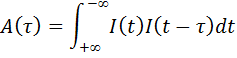 A(τ) = ∫_{+∞}^{−∞} I(t)I(t − τ)dt